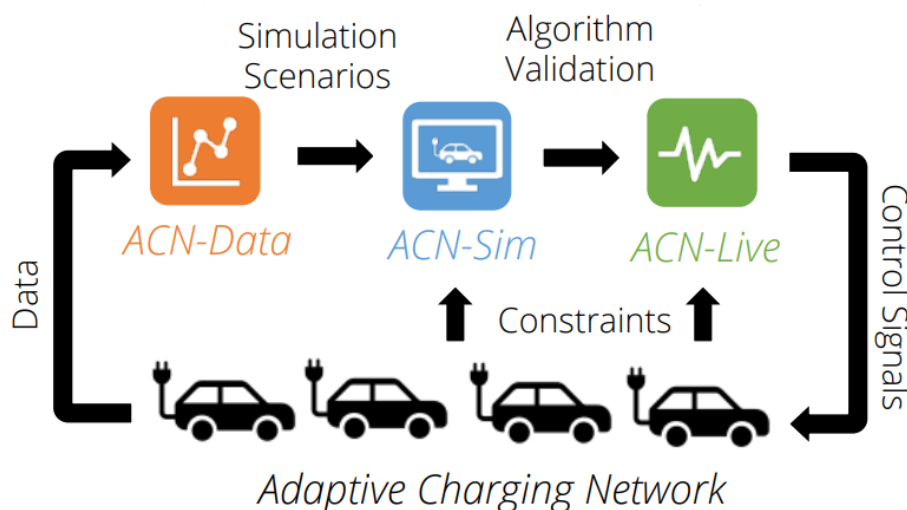 Simulation
Scenarios
Algorithm
Validation
ACN-Data
ACN-Sim
ACN-Live
Data
Constraints
Control Signals
Adaptive Charging Network